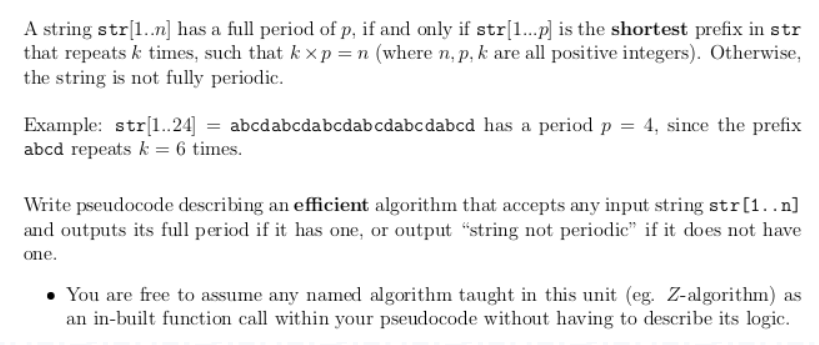 A string str[1..n] has a full period of p, if and only if str[1...p] is the shortest prefix in str
that repeats k times, such that k × p = n (where n, p, k are all positive integers). Otherwise,
the string is not fully periodic.
Example: str[1..24] = abcdabcdabcdabcdabcdabcd has a period p = 4, since the prefix
abcd repeats k = 6 times.
Write pseudocode describing an efficient algorithm that accepts any input string str[1..n]
and outputs its full period if it has one, or output “string not periodic” if it does not have
one.
• You are free to assume any named algorithm taught in this unit (eg. Z-algorithm) as
an in-built function call within your pseudocode without having to describe its logic.